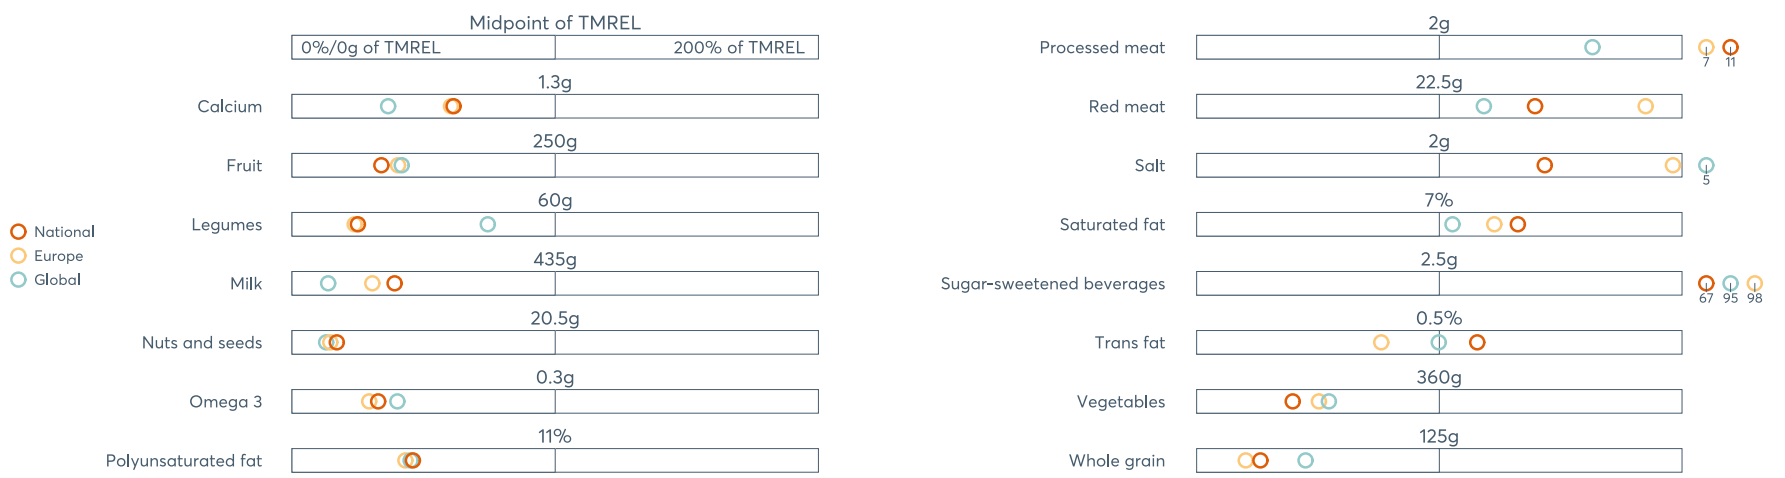 Midpoint of TMREL
0%/0g of TMREL 200% of TMREL
1.3g
Calcium
250g
Fruit
60g
Legumes
435g
Milk
20.5g
Nuts and seeds
0.3g
Omega 3
11%
Polyunsaturated fat
National
Europe
Global
2g
Processed meat
7 11
22.5g
Red meat
2g
Salt
5
7%
Saturated fat
2.5g
Sugar-sweetened beverages
67 95 98
0.5%
Trans fat
360g
Vegetables
125g
Whole grain